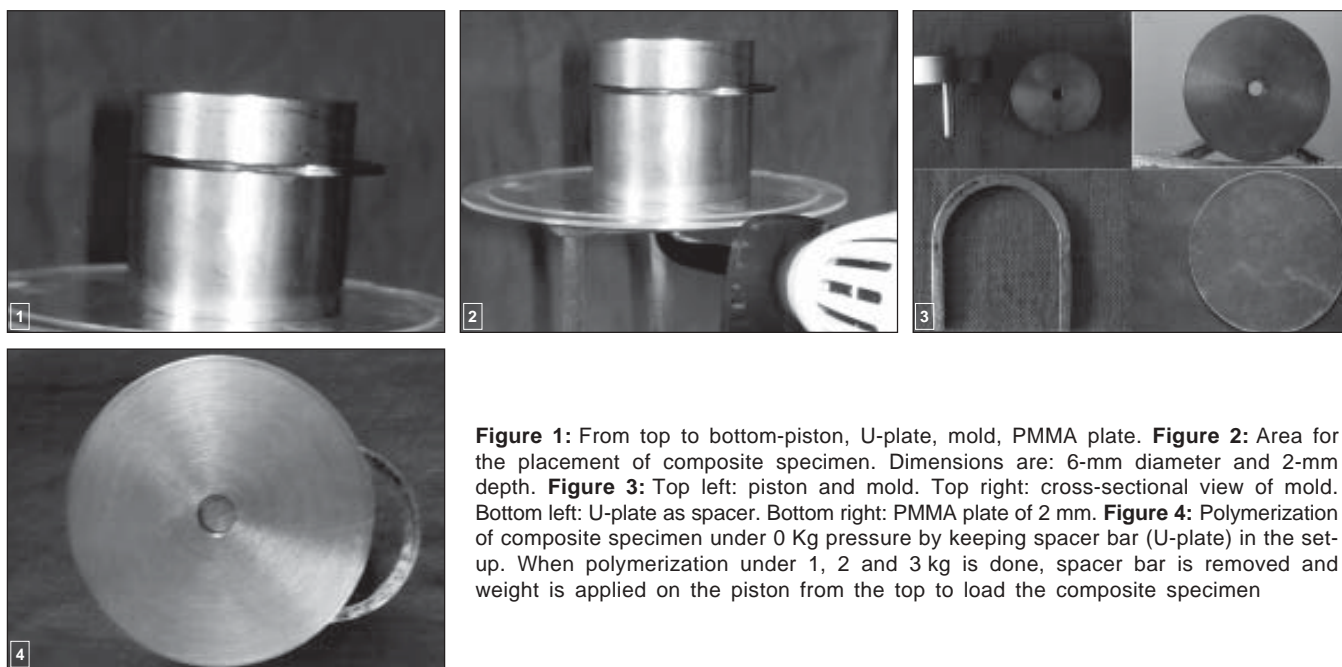 1
2
3
4
Figure 1: From top to bottom-piston, U-plate, mold, PMMA plate. Figure 2: Area for
the placement of composite specimen. Dimensions are: 6-mm diameter and 2-mm
depth. Figure 3: Top left: piston and mold. Top right: cross-sectional view of mold.
Bottom left: U-plate as spacer. Bottom right: PMMA plate of 2 mm. Figure 4: Polymerization
of composite specimen under 0 Kg pressure by keeping spacer bar (U-plate) in the set-
up. When polymerization under 1, 2 and 3 kg is done, spacer bar is removed and
weight is applied on the piston from the top to load the composite specimen